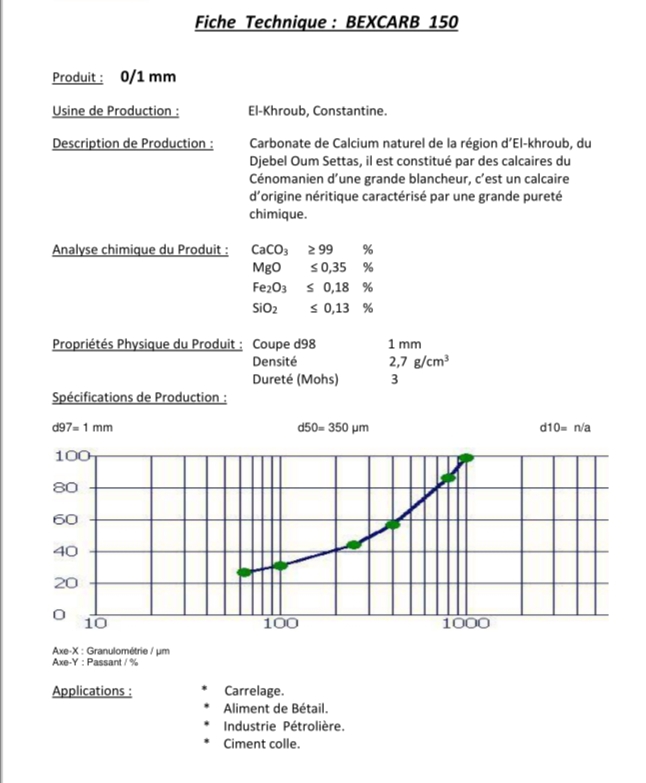 Fiche Technique : BEXCARB 150
Produit : 0/1 mm
Usine de Production : El-Khroub, Constantine.
Description de Production : Carbonate de Calcium naturel de la région d'El-khroub, du
Djebel Oum Settas, il est constitué par des calcaires du
Cénomanien d'une grande blancheur, c'est un calcaire
d'origine néritique caractérisé par une grande pureté
chimique.
Analyse chimique du Produit : CaCO₃ ≥ 99 %
MgO ≤ 0,35 %
Fe₂O₃ ≤ 0,18 %
SiO₂ ≤ 0,13 %
Propriétés Physique du Produit : Coupe d98 1 mm
Densité 2,7 g/cm³
Dureté (Mohs) 3
Spécifications de Production :
d97= 1 mm d50= 350 µm d10= n/a
100
80
60
40
20
0
10 100 1000
Axe-X : Granulométrie / µm
Axe-Y : Passant / %
Applications : * Carrelage.
* Aliment de Bétail.
* Industrie Pétrolière.
* Ciment colle.